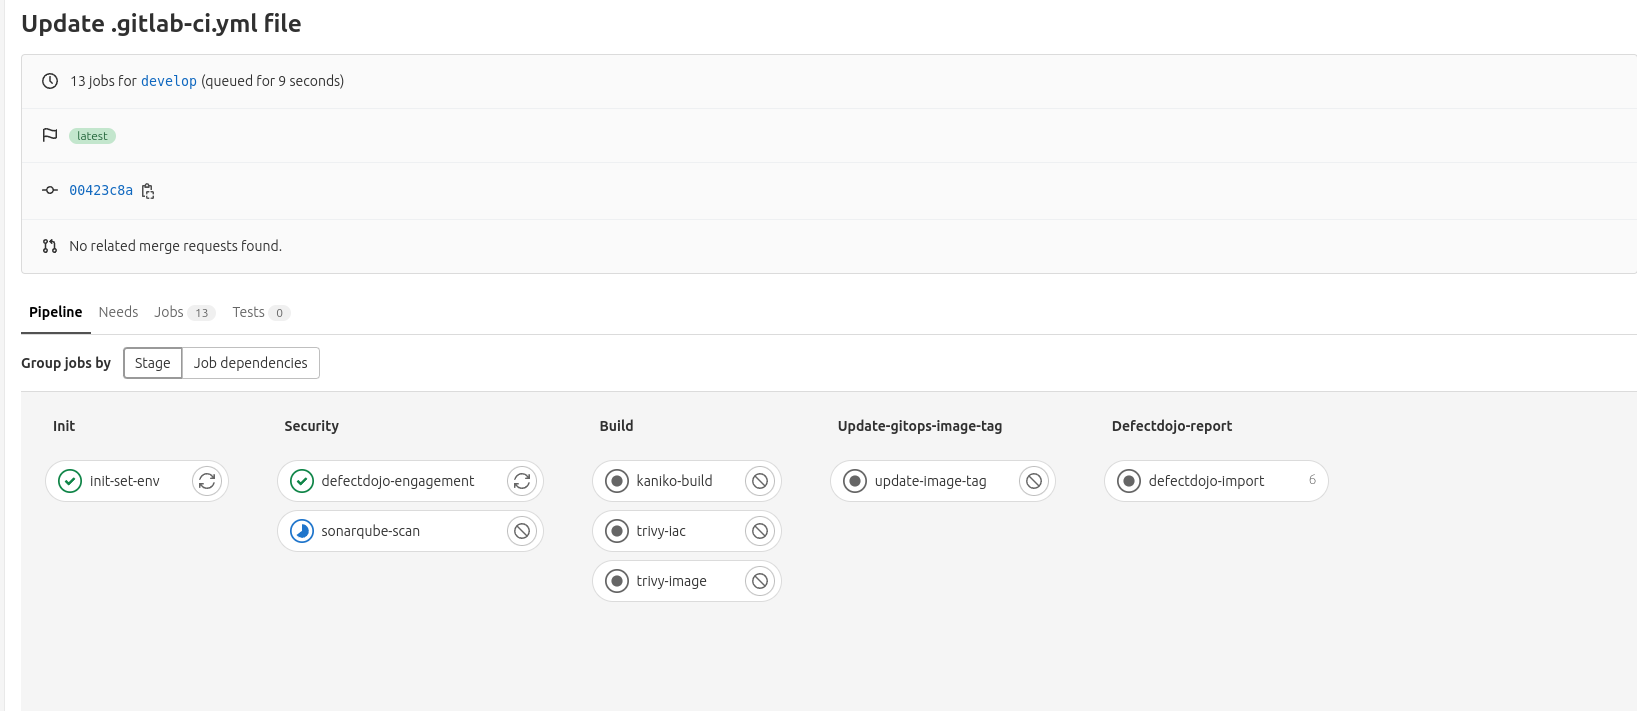 Update .gitlab-ci.yml file
13 jobs for develop (queued for 9 seconds)
latest
00423c8a
No related merge requests found.
Pipeline Needs Jobs 13 Tests 0
Group jobs by Stage Job dependencies
Init
init-set-env
Security
defectdojo-engagement
sonarqube-scan
Build
kaniko-build
trivy-iac
trivy-image
Update-gitops-image-tag
update-image-tag
Defectdojo-report
defectdojo-import 6